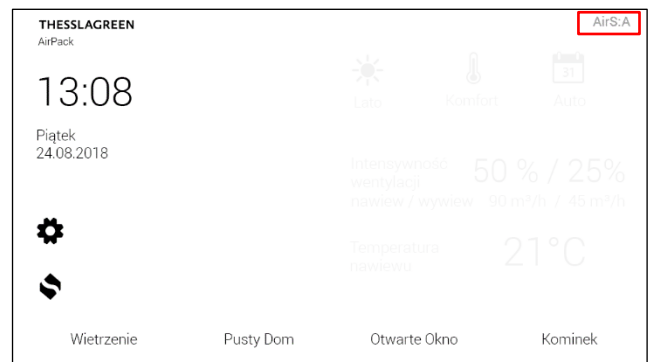 THESSLAGREEN
AirPack
AirS:A
13:08
Piątek
24.08.2018
31
Lato
Komfort
Auto
Intensywność
wentylacji
nawiew / wywiew
50 % / 25%
90 m³/h / 45 m³/h
Temperatura
nawiewu
21°C
Wietrzenie
Pusty Dom
Otwarte Okno
Kominek